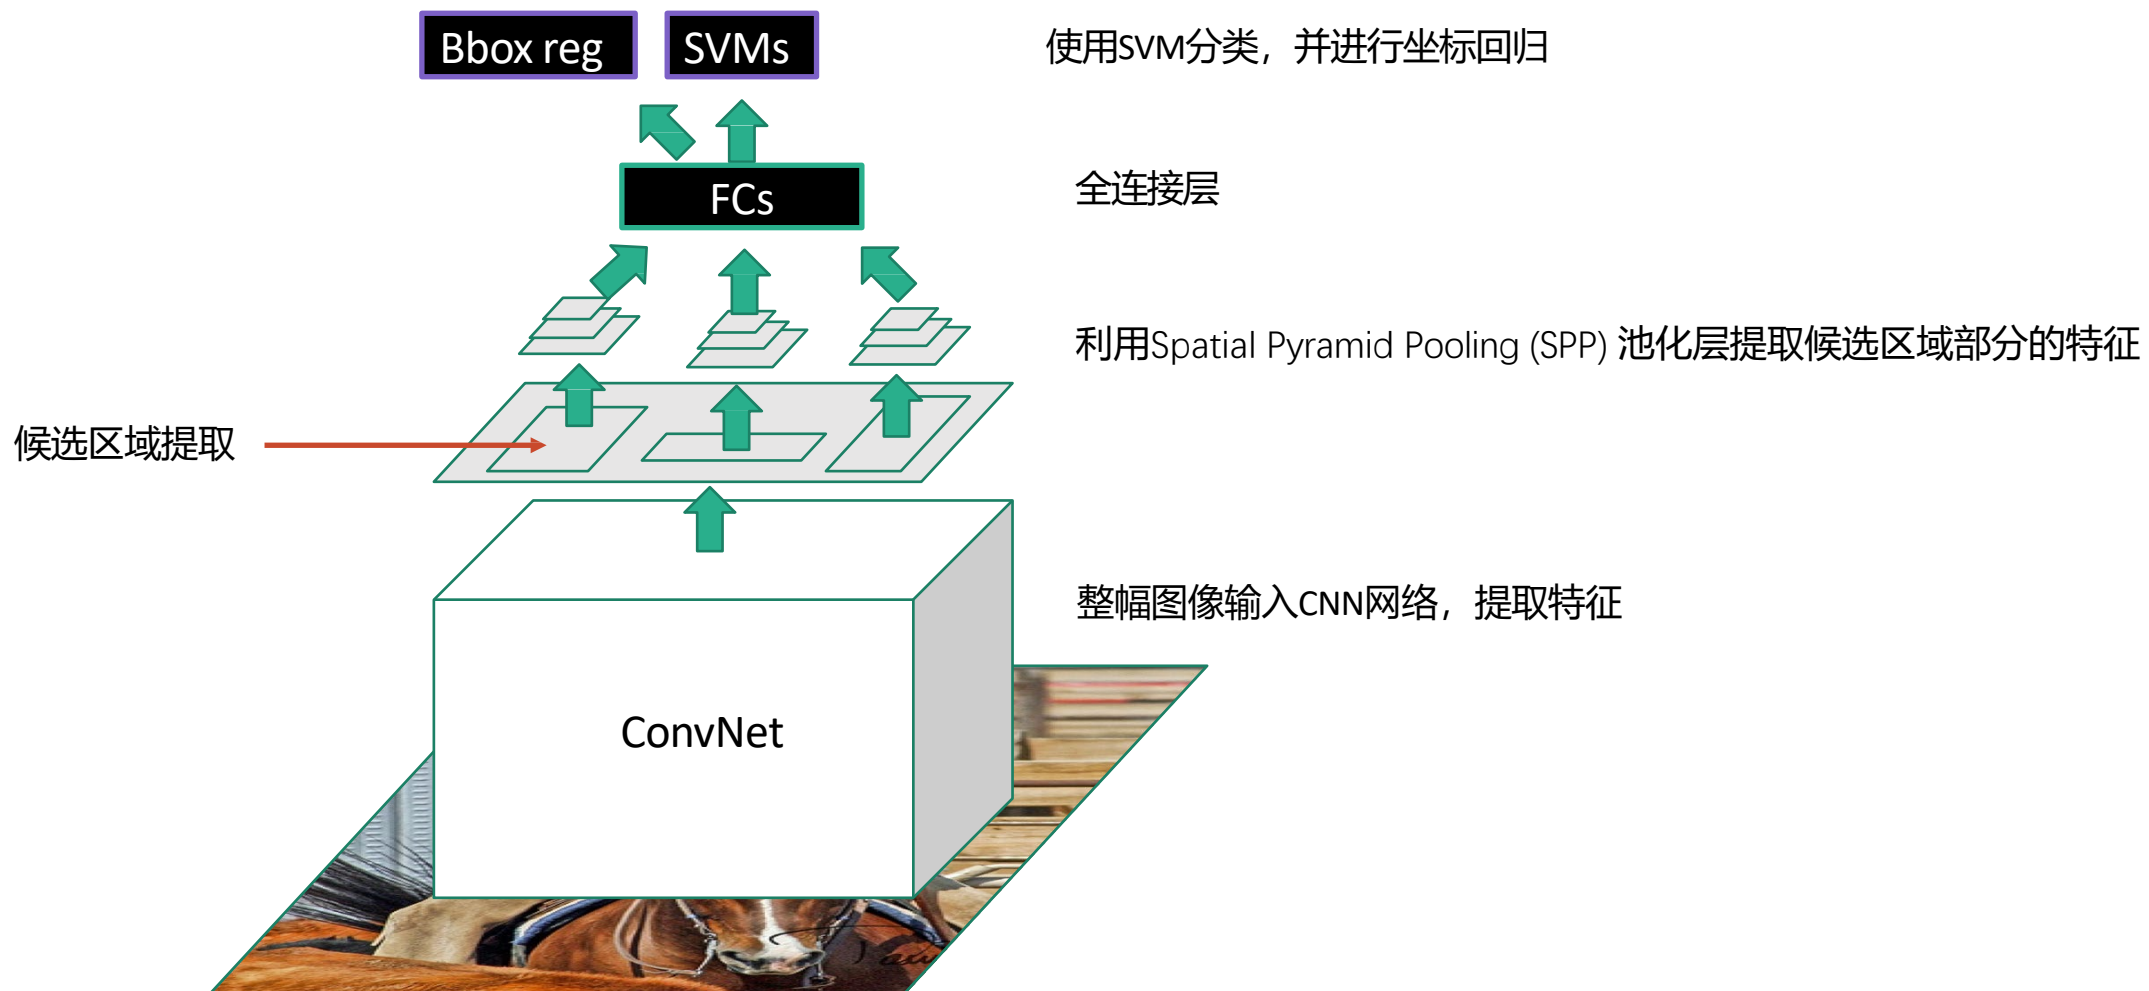 Bbox reg
SVMs
使用SVM分类，并进行坐标回归
FCs
全连接层
利用Spatial Pyramid Pooling (SPP) 池化层提取候选区域部分的特征
候选区域提取
整幅图像输入CNN网络，提取特征
ConvNet